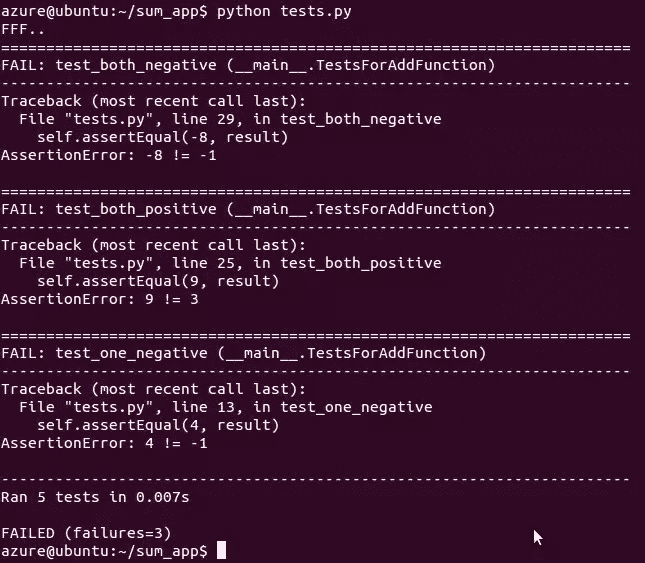 azure@ubuntu:~/sum_app$ python tests.py
FFF..
======================================================================
FAIL: test_both_negative (__main__.TestsForAddFunction)
----------------------------------------------------------------------
Traceback (most recent call last):
  File "tests.py", line 29, in test_both_negative
    self.assertEqual(-8, result)
AssertionError: -8 != -1

======================================================================
FAIL: test_both_positive (__main__.TestsForAddFunction)
----------------------------------------------------------------------
Traceback (most recent call last):
  File "tests.py", line 25, in test_both_positive
    self.assertEqual(9, result)
AssertionError: 9 != 3

======================================================================
FAIL: test_one_negative (__main__.TestsForAddFunction)
----------------------------------------------------------------------
Traceback (most recent call last):
  File "tests.py", line 13, in test_one_negative
    self.assertEqual(4, result)
AssertionError: 4 != -1

----------------------------------------------------------------------
Ran 5 tests in 0.007s

FAILED (failures=3)
azure@ubuntu:~/sum_app$